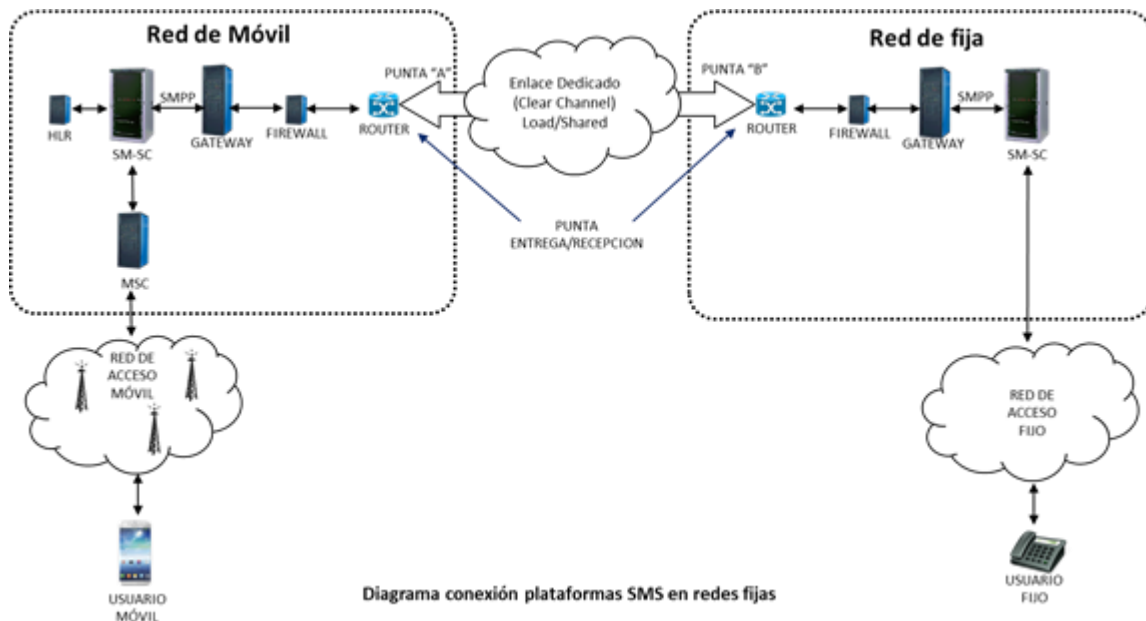 Red de Móvil
Red de fija
PUNTA "A"
Enlace Dedicado
(Clear Channel)
Load/Shared
PUNTA "B"
SMPP
HLR
SM-SC
GATEWAY
FIREWALL
ROUTER
ROUTER
FIREWALL
GATEWAY
SMPP
SM-SC
PUNTA
ENTREGA/RECEPCION
MSC
RED DE
ACCESO
MÓVIL
RED DE
ACCESO
FIJO
USUARIO
MÓVIL
Diagrama conexión plataformas SMS en redes fijas
USUARIO
FIJO